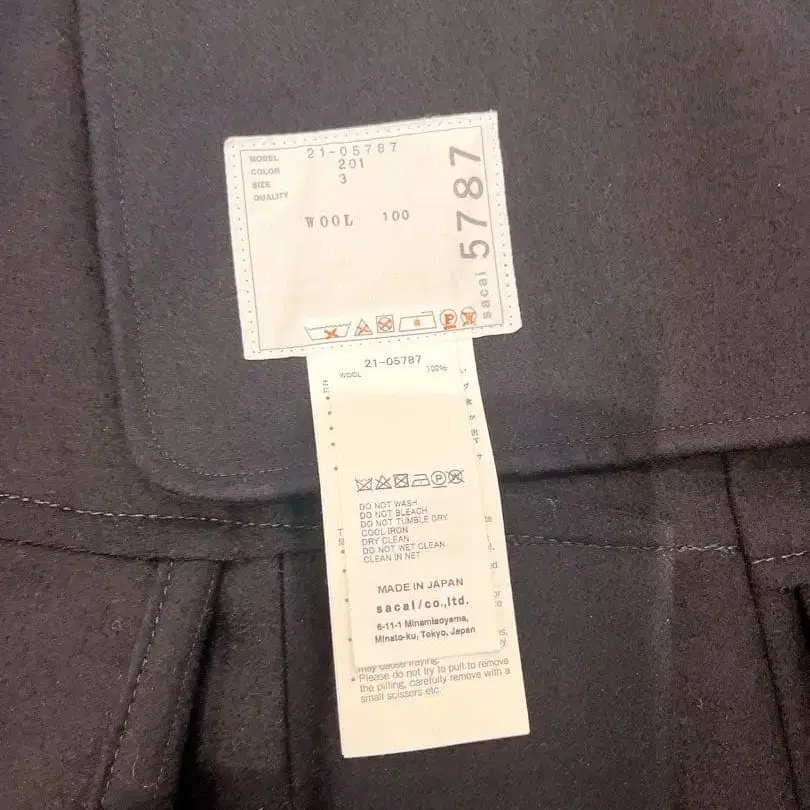 MODEL 21-05787
COLOR 201
SIZE 3
QUALITY
WOOL 100
sacai 5787
P W
21-05787
WOOL 100%
P W
DO NOT WASH
DO NOT BLEACH
DO NOT TUMBLE DRY
COOL IRON
DRY CLEAN
DO NOT WET CLEAN
CLEAN IN NET
MADE IN JAPAN
sacai/co.,ltd.
6-11-1 Minamiaoyama,
Minato-ku, Tokyo, Japan
may cause fraying.
• Please do not try to pull to remove
the pilling, carefully remove with a
small scissors etc.